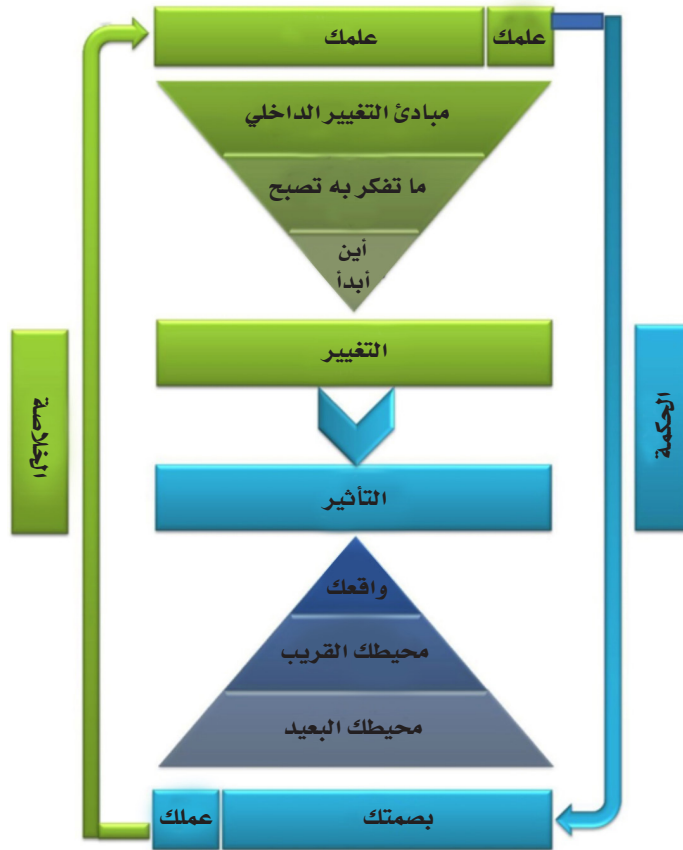 علمك
علمك
مبادئ التغيير الداخلي
ما تفكر به تصبح
أين
أبدأ
التغيير
الحكمة
الخلاصة
التأثير
واقعك
محيطك القريب
محيطك البعيد
بصمتك
عملك